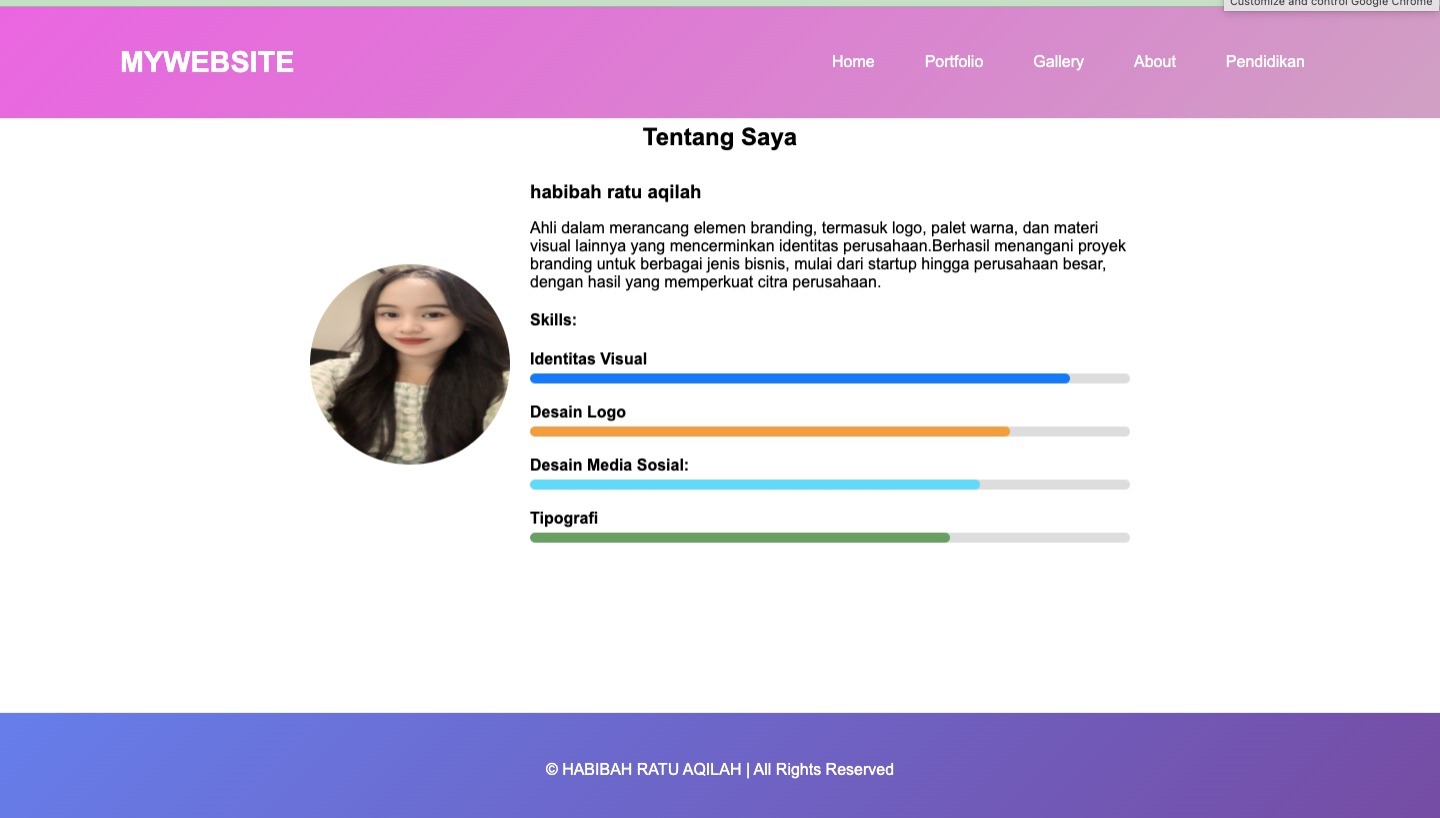 Customize and control Google Chrome
MYWEBSITE
Home Portfolio Gallery About Pendidikan
Tentang Saya
habibah ratu aqilah
Ahli dalam merancang elemen branding, termasuk logo, palet warna, dan materi
visual lainnya yang mencerminkan identitas perusahaan.Berhasil menangani proyek
branding untuk berbagai jenis bisnis, mulai dari startup hingga perusahaan besar,
dengan hasil yang memperkuat citra perusahaan.
Skills:
Identitas Visual
Desain Logo
Desain Media Sosial:
Tipografi
© HABIBAH RATU AQILAH | All Rights Reserved